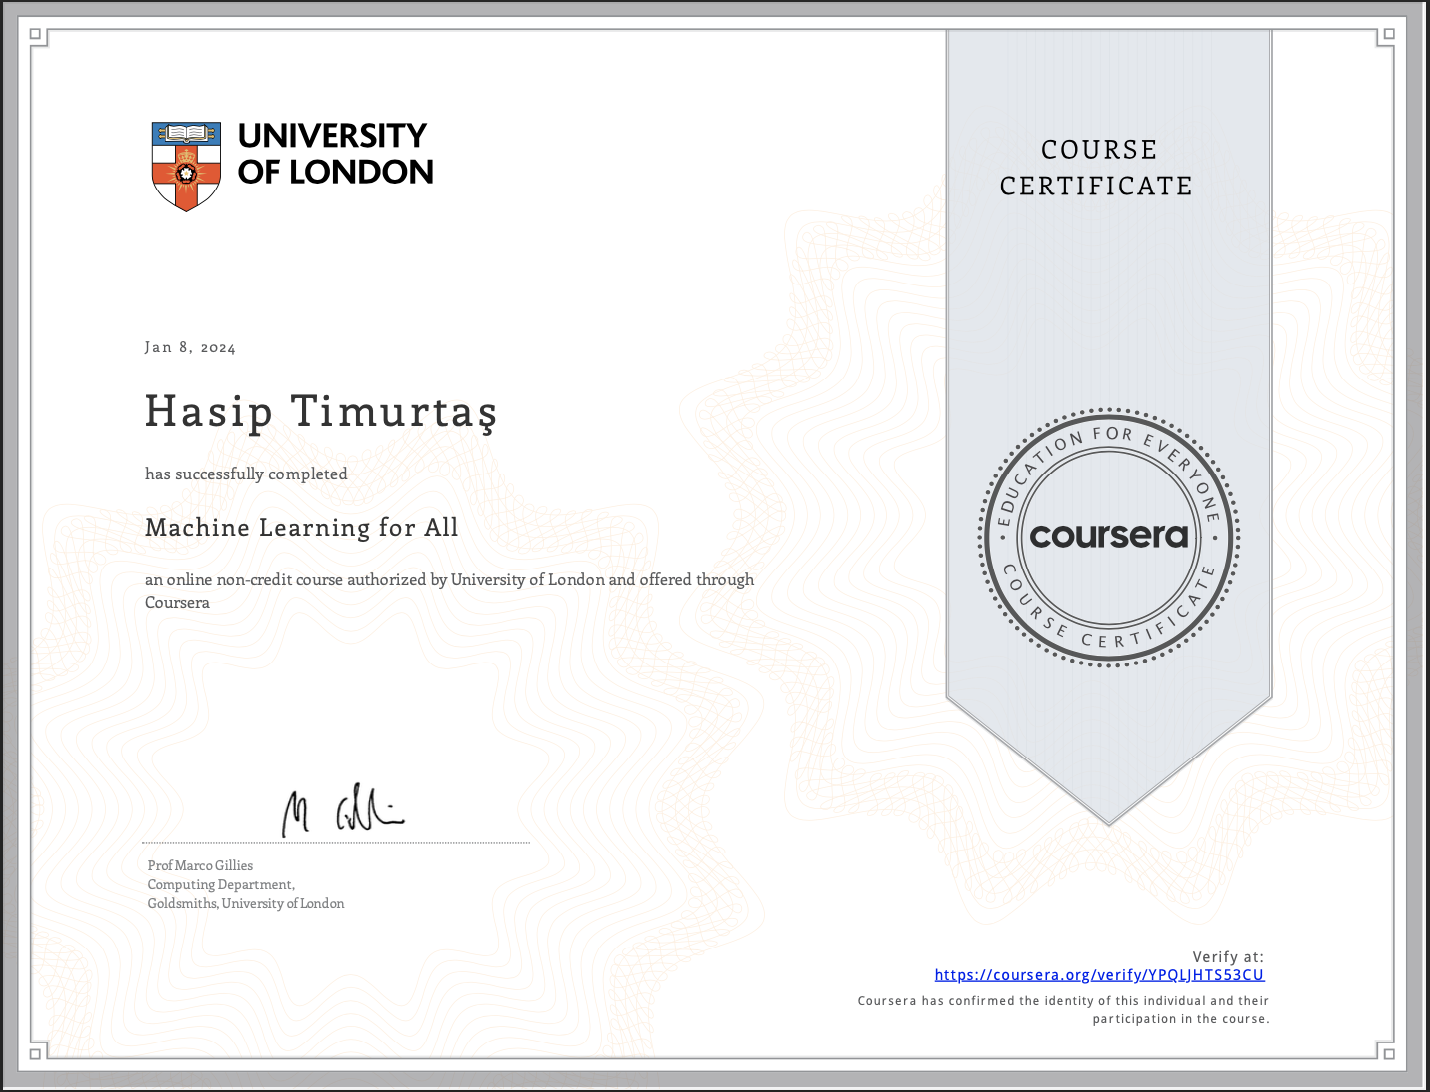 UNIVERSITY
OF LONDON
COURSE
CERTIFICATE
Jan 8, 2024
Hasip Timurtaş
has successfully completed
Machine Learning for All
an online non-credit course authorized by University of London and offered through
Coursera
EDUCATION FOR EVERYONE
coursera
COURSE CERTIFICATE
Prof Marco Gillies
Computing Department,
Goldsmiths, University of London
Verify at:
https://coursera.org/verify/YPQLJHTS53CU
Coursera has confirmed the identity of this individual and their
participation in the course.